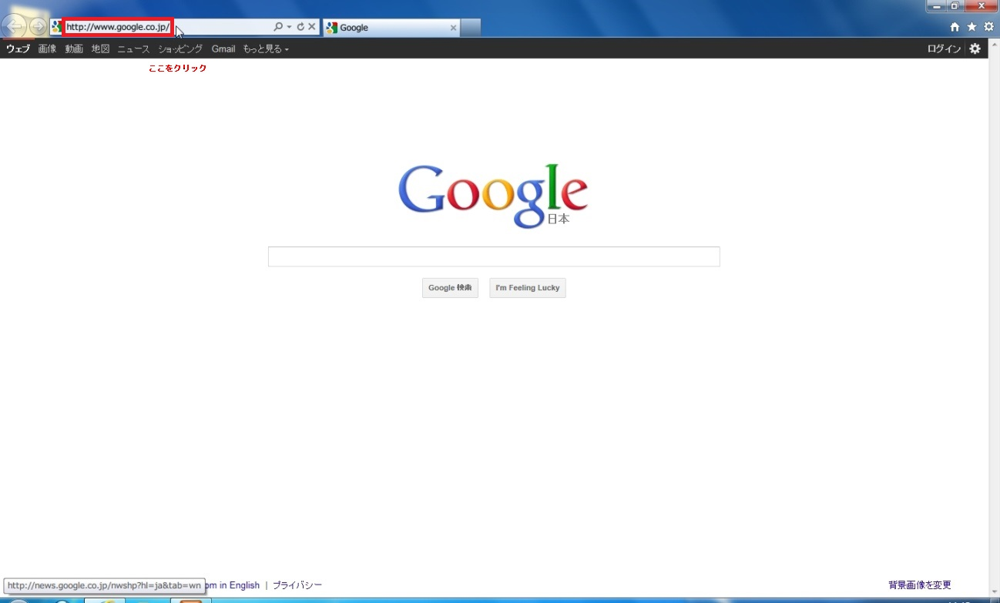 http://www.google.co.jp/
Google
ウェブ 画像 動画 地図 ニュース ショッピング Gmail もっと見る
ログイン
ここをクリック
Google
日本
Google 検索
I'm Feeling Lucky
http://news.google.co.jp/nwshp?hl=ja&tab=wn
in English | プライバシー
背景画像を変更